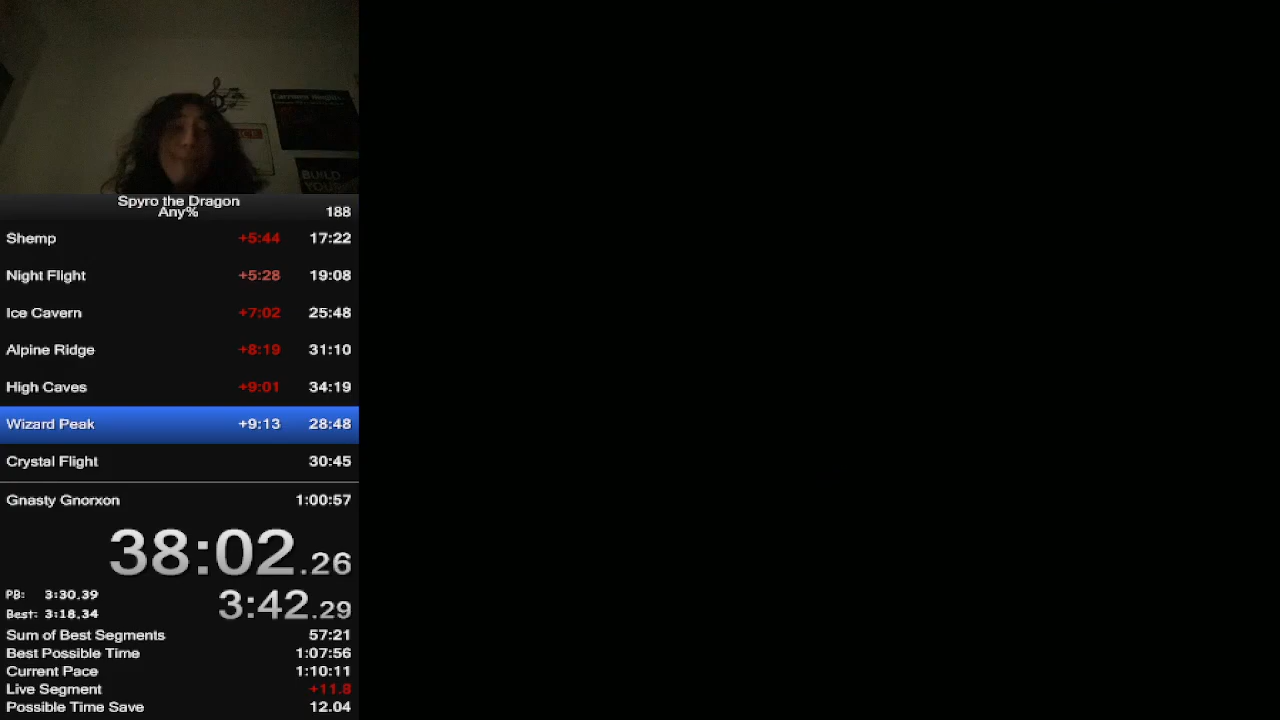 BUILD
YOUR
Spyro the Dragon
Any% 188
Shemp +5:44 17:22
Night Flight +5:28 19:08
Ice Cavern +7:02 25:48
Alpine Ridge +8:19 31:10
High Caves +9:01 34:19
Wizard Peak +9:13 28:48
Crystal Flight 30:45
Gnasty Gnorxon 1:00:57
38:02.26
PB: 3:30.39
Best: 3:18.34
3:42.29
Sum of Best Segments 57:21
Best Possible Time 1:07:56
Current Pace 1:10:11
Live Segment +11.8
Possible Time Save 12.04